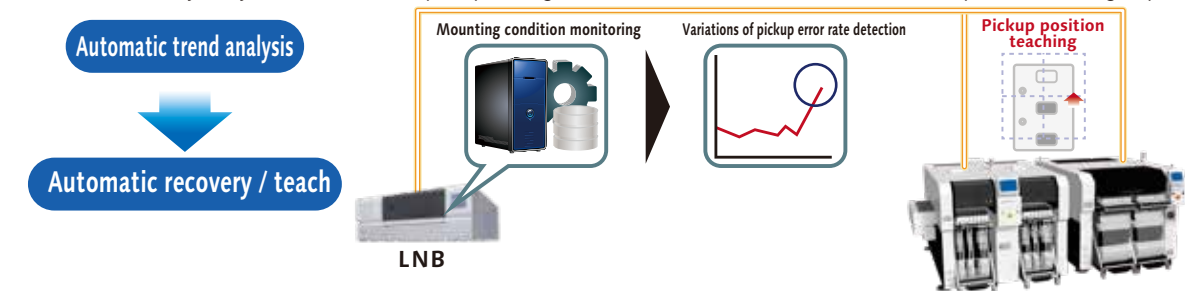 Automatic trend analysis
Automatic recovery / teach
Mounting condition monitoring
Variations of pickup error rate detection
Pickup position
teaching
LNB